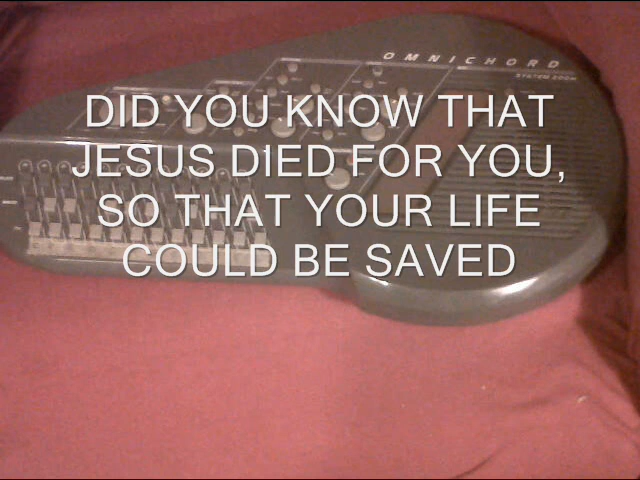 OMNICHORD
DID YOU KNOW THAT
JESUS DIED FOR YOU,
SO THAT YOUR LIFE
COULD BE SAVED